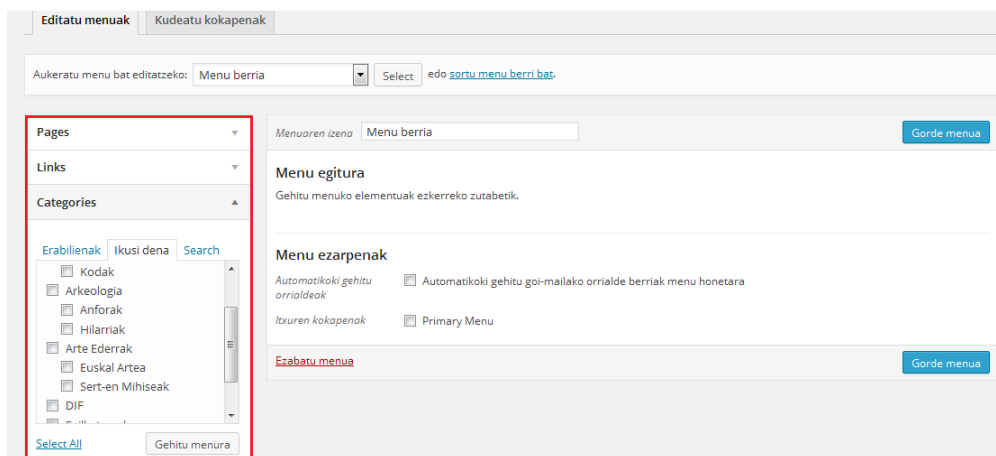 Editatu menuak
Kudeatu kokapenak
Aukeratu menu bat editatzeko: Menu berria Select edo sortu menu berri bat.
Pages
Links
Categories
Erabilienak Ikusi dena Search
Kodak
Arkeologia
Anforak
Hilarriak
Arte Ederrak
Euskal Artea
Sert-en Mihiseak
DIF
Select All Gehitu menura
Menuaren izena Menu berria Gorde menua
Menu egitura
Gehitu menuko elementuak ezkerreko zutabetik.
Menu ezarpenak
Automatikoki gehitu
orrialdeak
Automatikoki gehitu goi-mailako orrialde berriak menu honetara
Itxuren kokapenak Primary Menu
Ezabatu menua Gorde menua